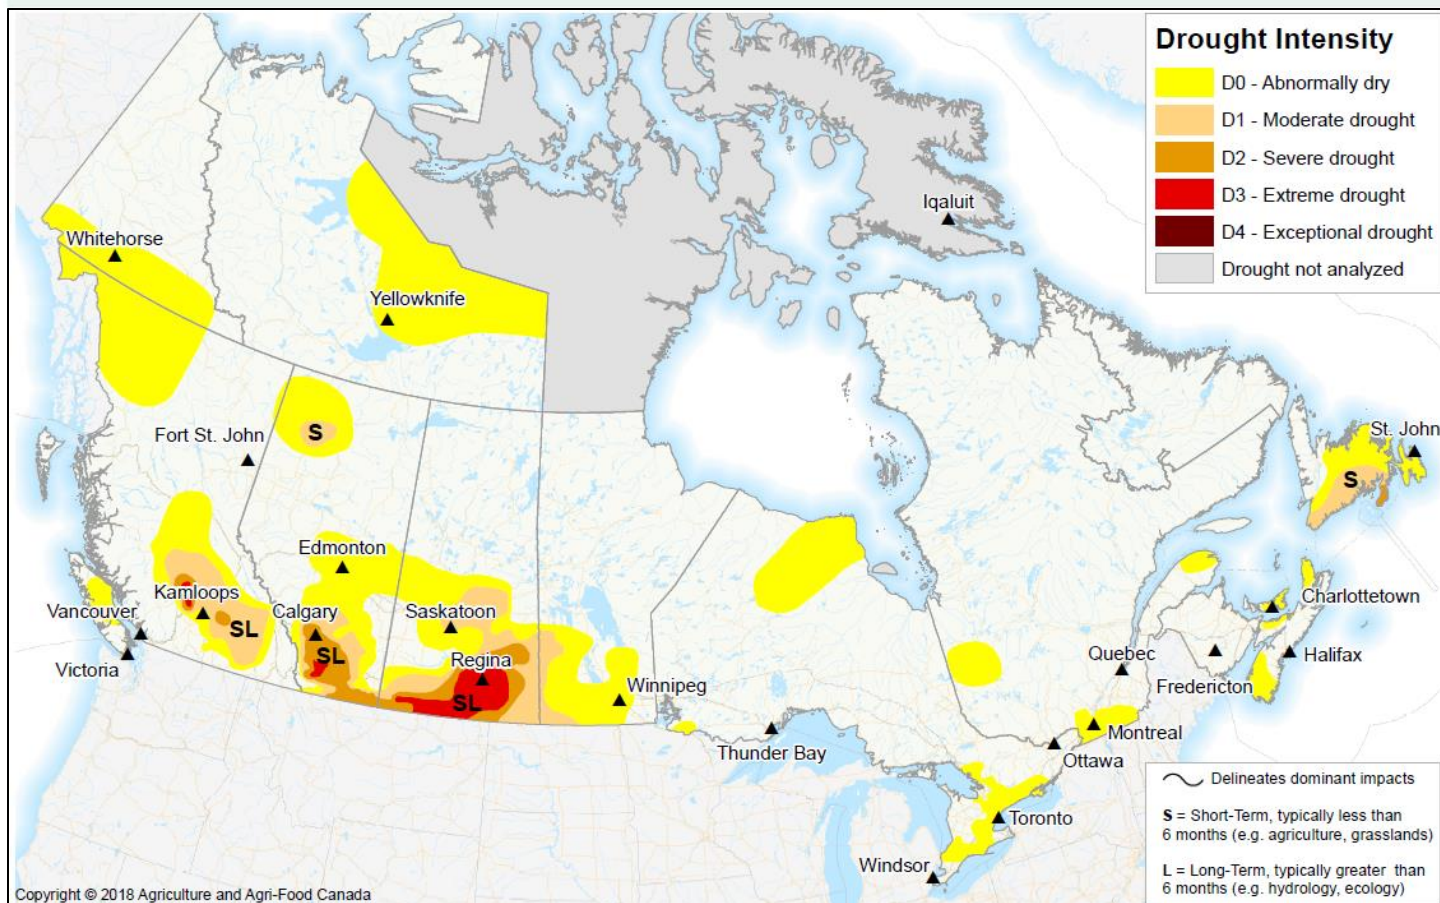 Drought Intensity
D0 - Abnormally dry
D1 - Moderate drought
D2 - Severe drought
D3 - Extreme drought
D4 - Exceptional drought
Drought not analyzed
Iqaluit
Whitehorse
Yellowknife
Fort St. John
S
St. John
S
Edmonton
Kamloops
Vancouver
Calgary
Saskatoon
Charlottetown
SL
SL
Victoria
Regina
Quebec
Halifax
SL
Winnipeg
Fredericton
Thunder Bay
Montreal
Ottawa
Toronto
Windsor
Delineates dominant impacts
S = Short-Term, typically less than
6 months (e.g. agriculture, grasslands)
L = Long-Term, typically greater than
6 months (e.g. hydrology, ecology)
Copyright © 2018 Agriculture and Agri-Food Canada